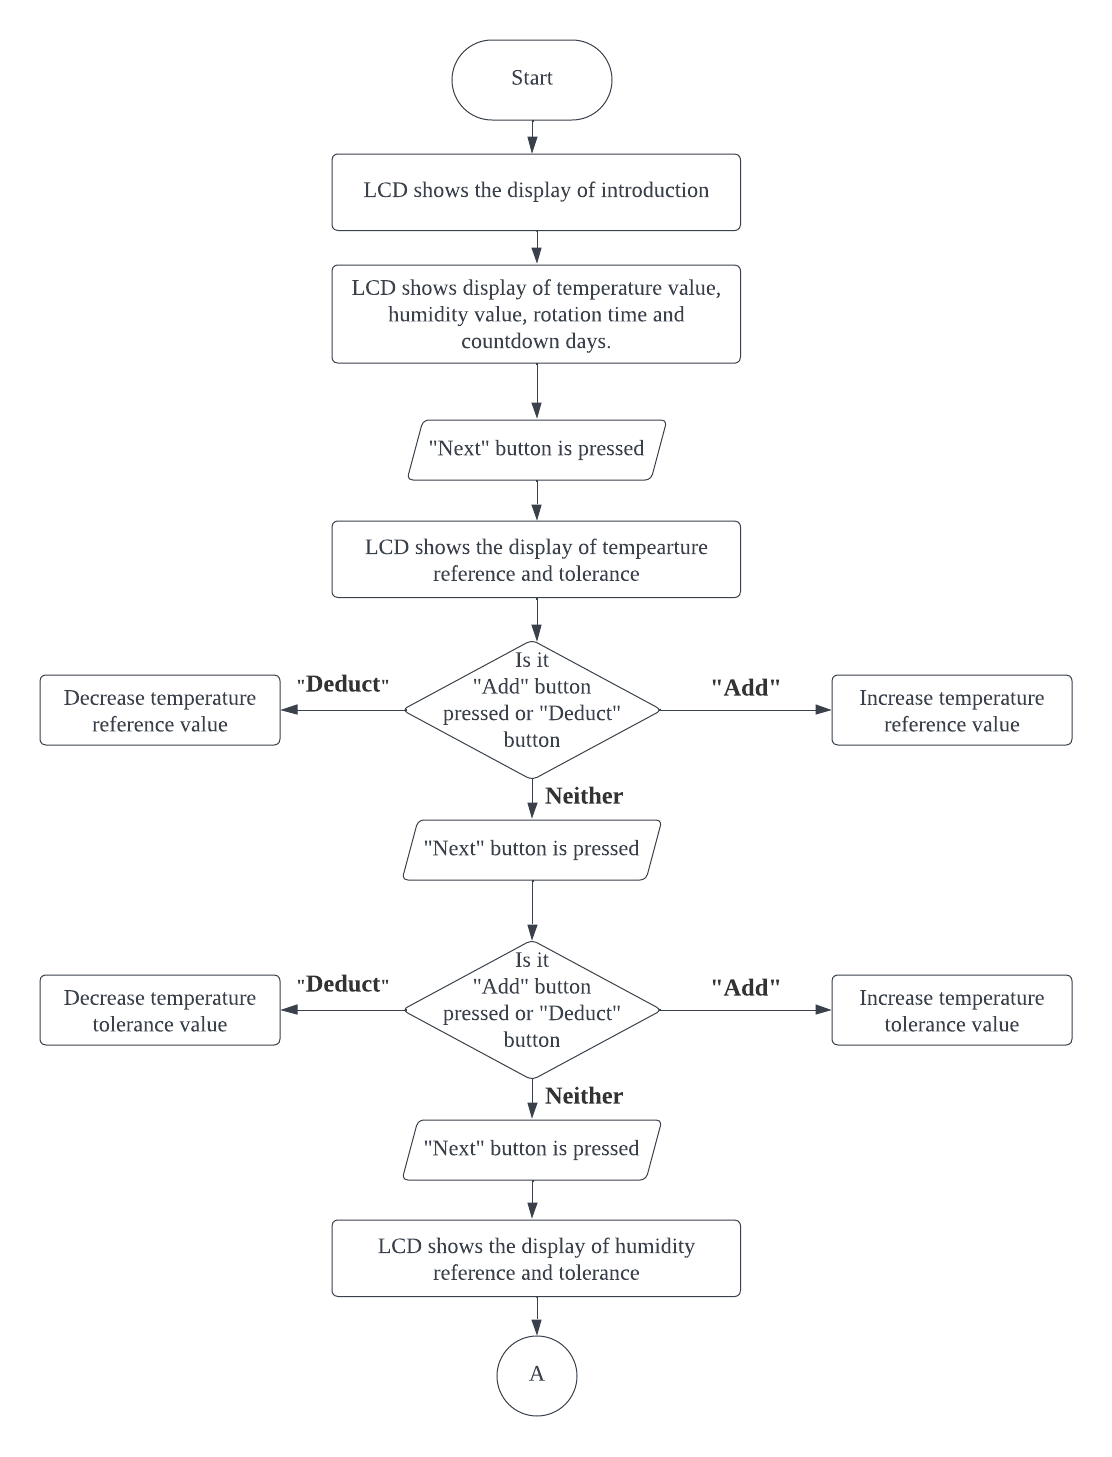 Start
LCD shows the display of introduction
LCD shows display of temperature value,
humidity value, rotation time and
countdown days.
"Next" button is pressed
LCD shows the display of tempearture
reference and tolerance
Is it
"Add" button
pressed or "Deduct"
button
"Deduct"
Decrease temperature
reference value
"Add"
Increase temperature
reference value
Neither
"Next" button is pressed
Is it
"Add" button
pressed or "Deduct"
button
"Deduct"
Decrease temperature
tolerance value
"Add"
Increase temperature
tolerance value
Neither
"Next" button is pressed
LCD shows the display of humidity
reference and tolerance
A